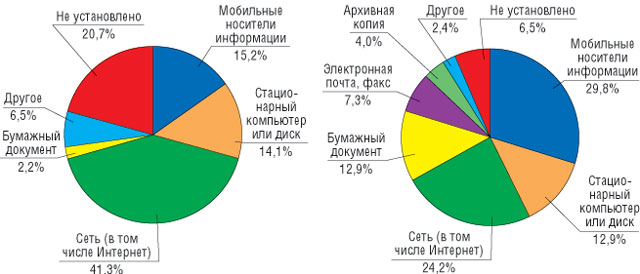 Не установлено
20,7%
Мобильные
носители
информации
15,2%
Стацио-
нарный
компьютер
или диск
14,1%
Другое
6,5%
Бумажный
документ
2,2%
Сеть (в том
числе Интернет)
41,3%
Архивная
копия
4,0%
Другое
2,4%
Не установлено
6,5%
Мобильные
носители
информации
29,8%
Электронная
почта, факс
7,3%
Бумажный
документ
12,9%
Стацио-
нарный
компьютер
или диск
12,9%
Сеть (в том
числе Интернет)
24,2%